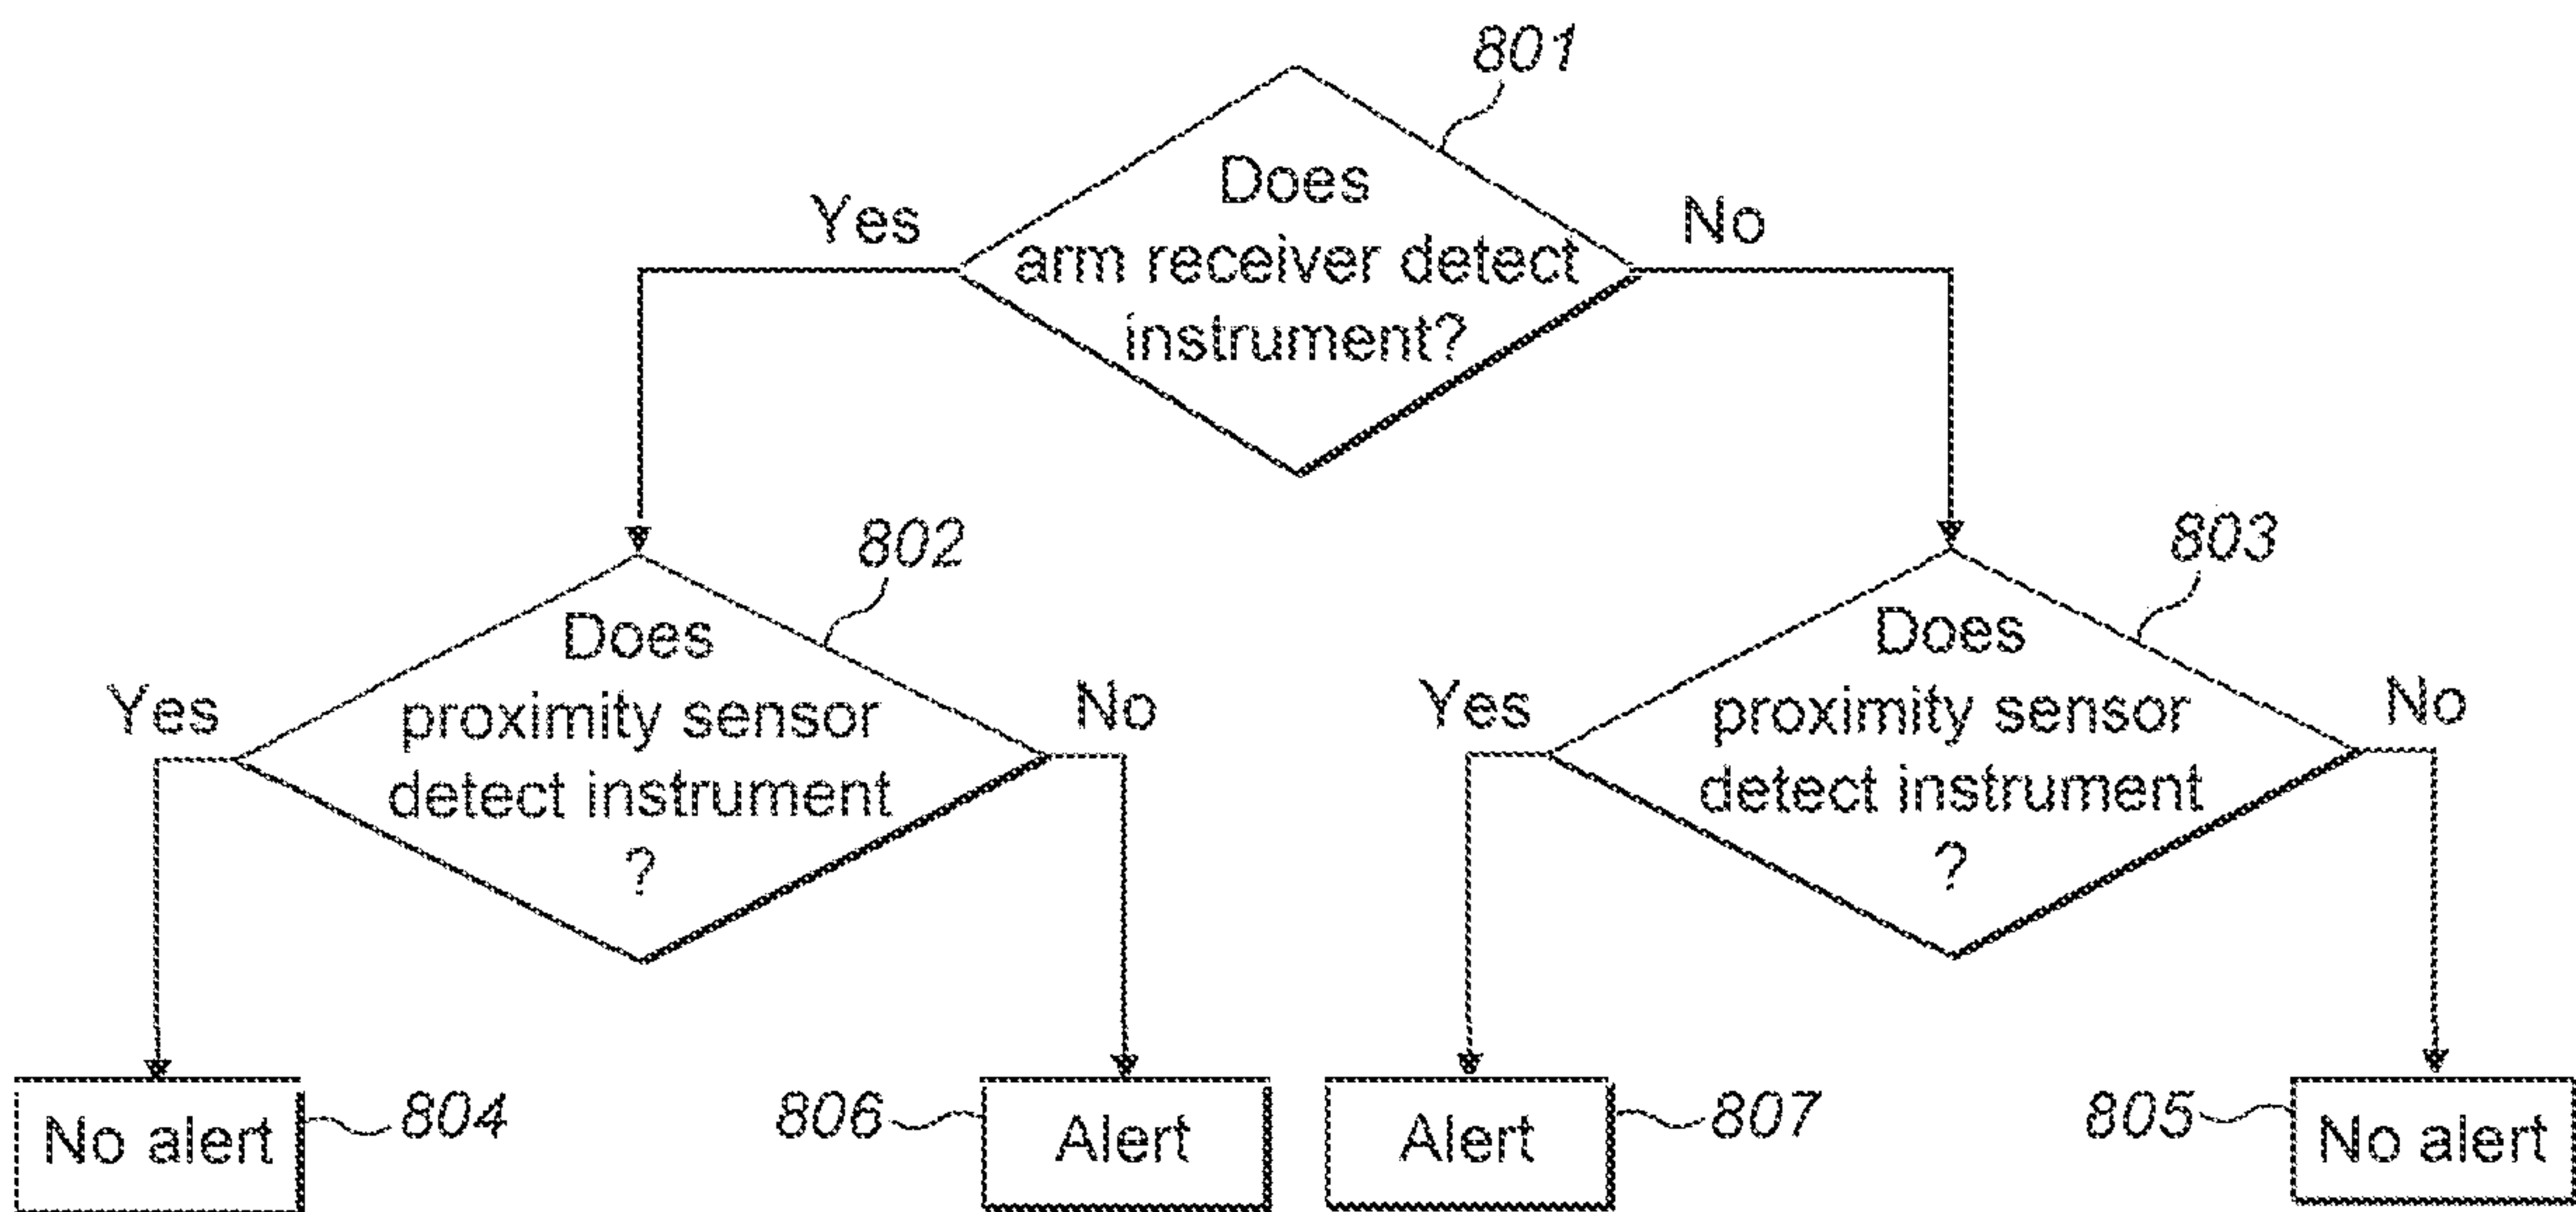 801
Does
arm receiver detect
instrument?
Yes
No
802
Does
proximity sensor
detect instrument
?
Yes
No
803
Does
proximity sensor
detect instrument
?
Yes
No
No alert
804
806
Alert
Alert
807
805
No alert